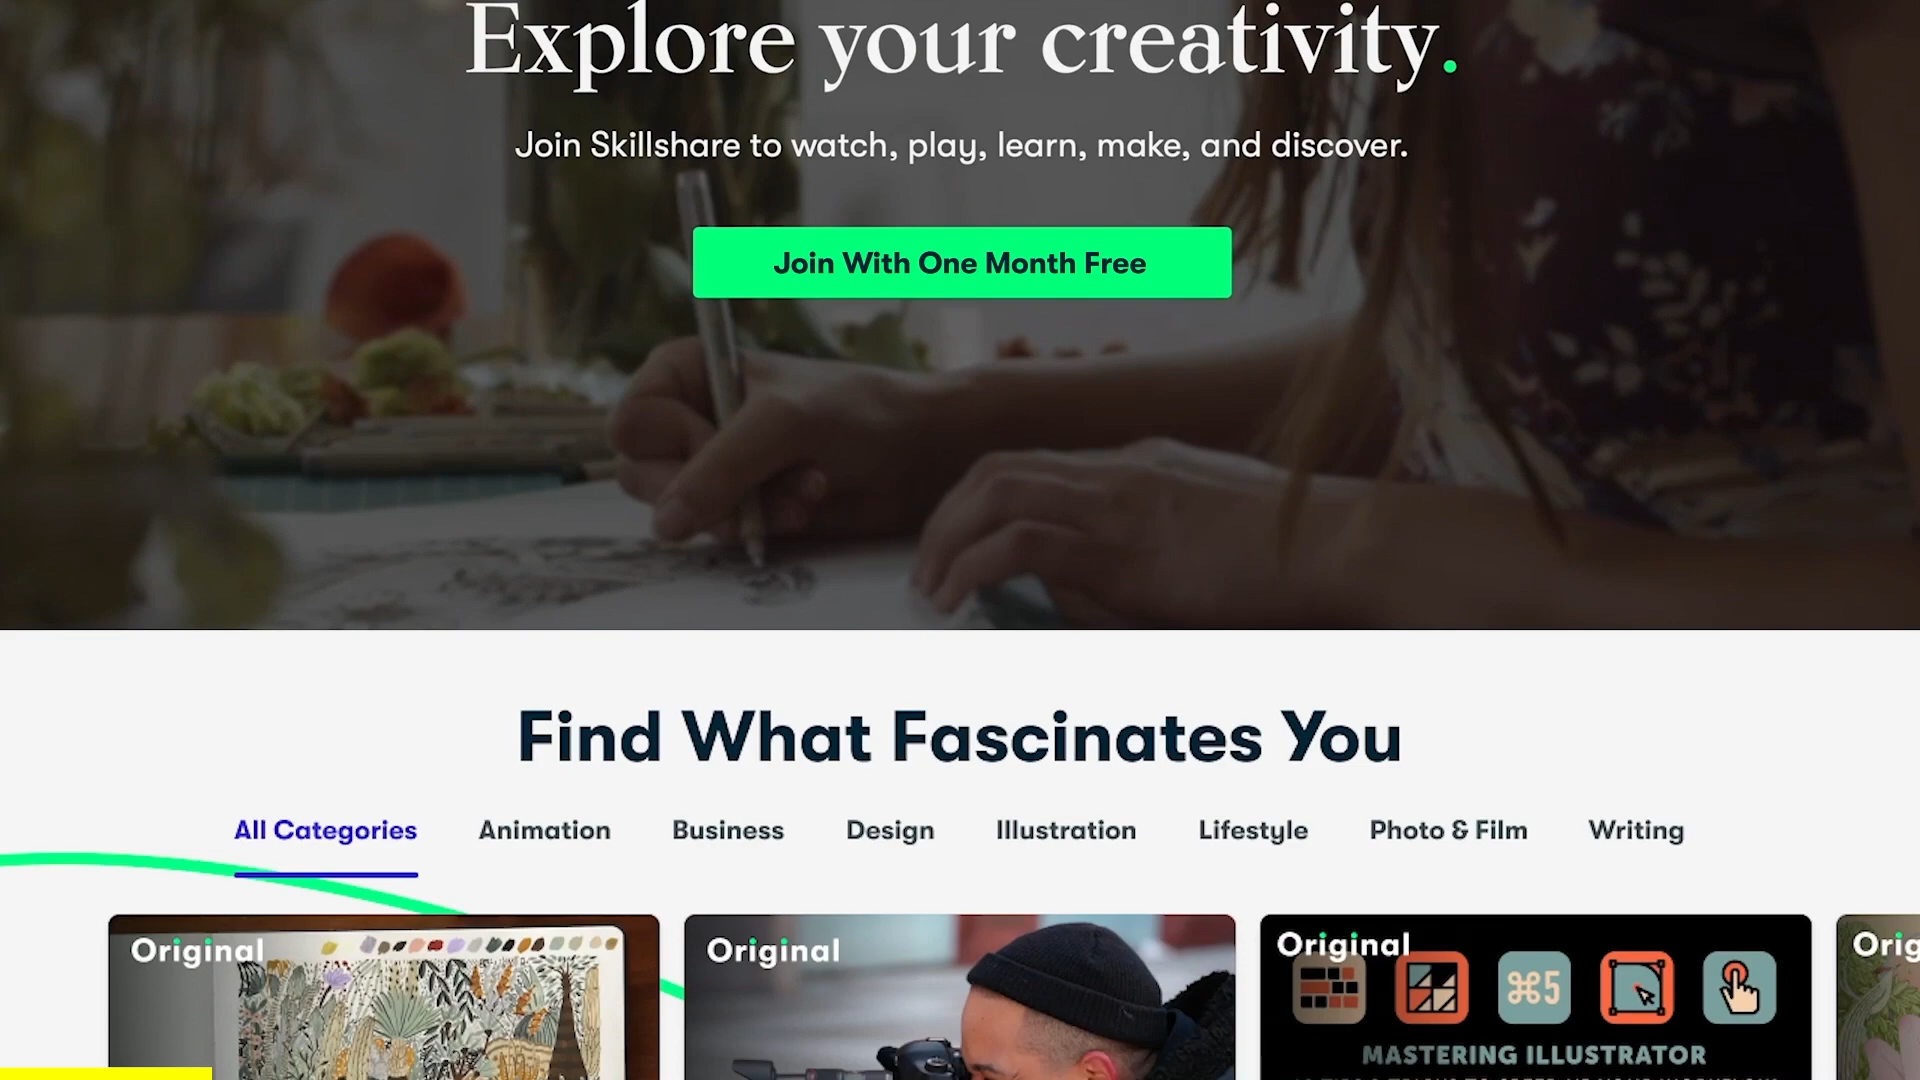 Explore your creativity.
Join Skillshare to watch, play, learn, make, and discover.
Join With One Month Free
Find What Fascinates You
All Categories Animation Business Design Illustration Lifestyle Photo & Film Writing
Original Original Original
⌘5
MASTERING ILLUSTRATOR